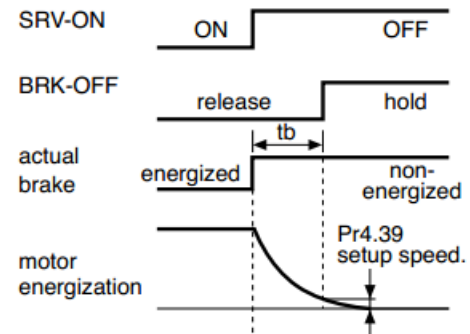 SRV-ON ON OFF
BRK-OFF release hold
tb
actual brake energized non-energized
Pr4.39 setup speed.
motor energization